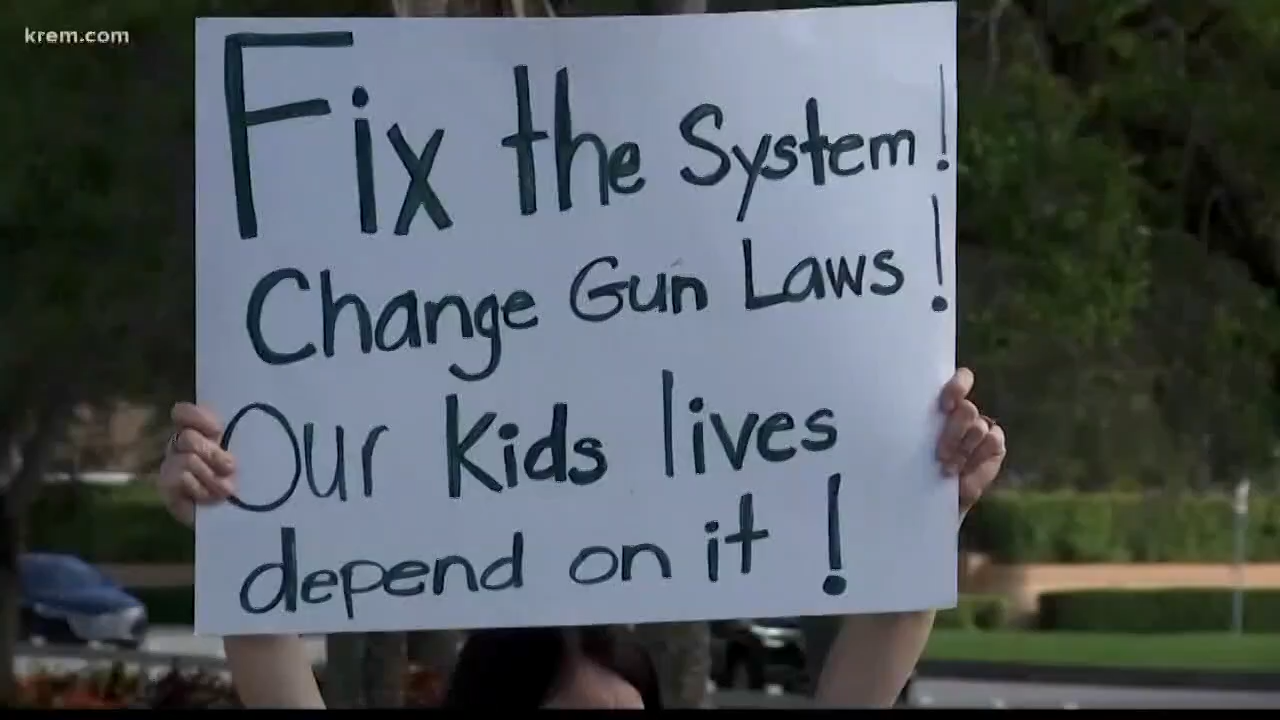 krem.com
Fix the System!
Change Gun Laws!
Our kids lives
depend on it!